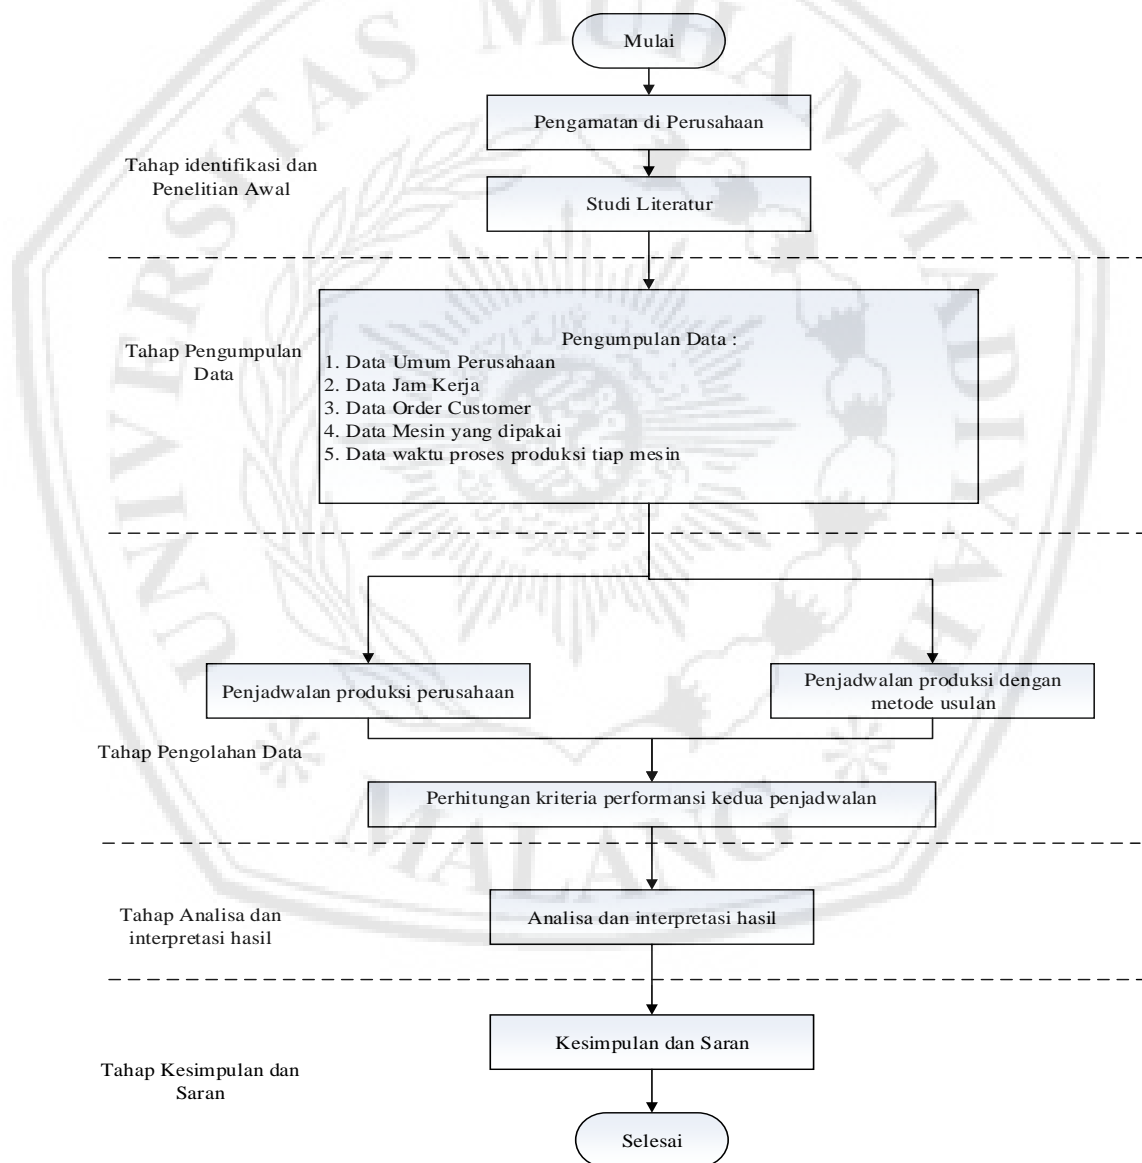 UNIVERSITAS MUHAMMADIYAH
MALANG
Mulai
Pengamatan di Perusahaan
Tahap identifikasi dan
Penelitian Awal
Studi Literatur
Tahap Pengumpulan
Data
Pengumpulan Data :
1. Data Umum Perusahaan
2. Data Jam Kerja
3. Data Order Customer
4. Data Mesin yang dipakai
5. Data waktu proses produksi tiap mesin
Penjadwalan produksi perusahaan
Penjadwalan produksi dengan
metode usulan
Tahap Pengolahan Data
Perhitungan kriteria performansi kedua penjadwalan
Tahap Analisa dan
interpretasi hasil
Analisa dan interpretasi hasil
Kesimpulan dan Saran
Tahap Kesimpulan dan
Saran
Selesai